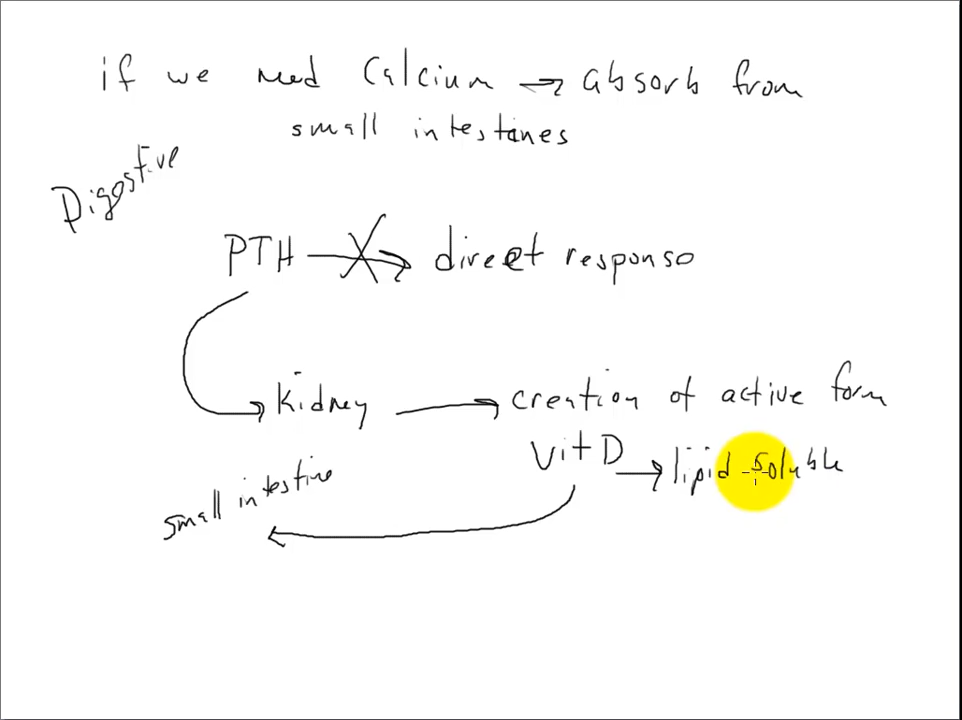 if we need Calcium → absorb from
small intestines
Digestive
PTH → direct response
Kidney → creation of active form
Vit D → lipid soluble
small intestine